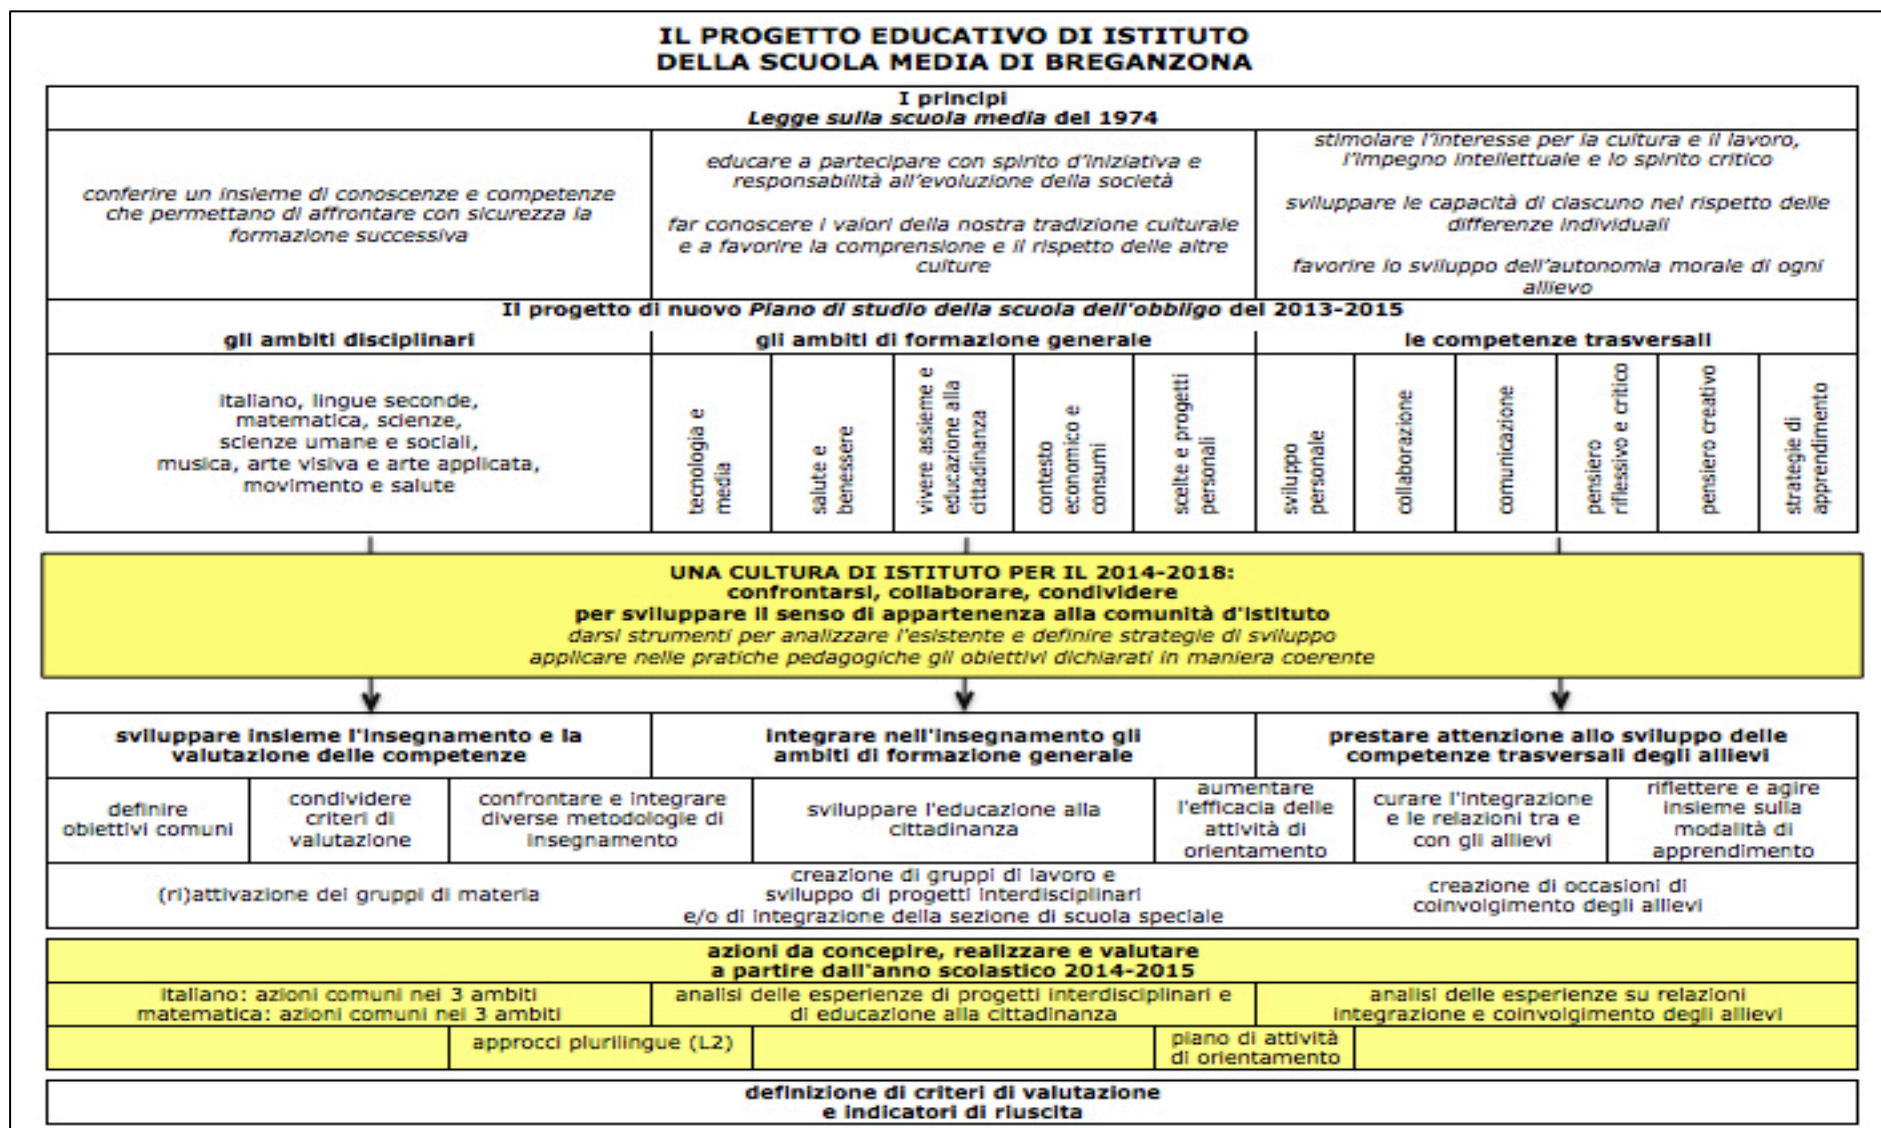 IL PROGETTO EDUCATIVO DI ISTITUTO
DELLA SCUOLA MEDIA DI BREGANZONA
I principi
Legge sulla scuola media del 1974
conferire un insieme di conoscenze e competenze
che permettano di affrontare con sicurezza la
formazione successiva
educare a partecipare con spirito d'iniziativa e
responsabilità all'evoluzione della società
far conoscere i valori della nostra tradizione culturale
e a favorire la comprensione e il rispetto delle altre
culture
stimolare l'interesse per la cultura e il lavoro,
l'impegno intellettuale e lo spirito critico
sviluppare le capacità di ciascuno nel rispetto delle
differenze individuali
favorire lo sviluppo dell'autonomia morale di ogni
allievo
Il progetto di nuovo Piano di studio della scuola dell'obbligo del 2013-2015
gli ambiti disciplinari
gli ambiti di formazione generale
le competenze trasversali
italiano, lingue seconde,
matematica, scienze,
scienze umane e sociali,
musica, arte visiva e arte applicata,
movimento e salute
tecnologia e
media
salute e
benessere
vivere assieme e
educazione alla
cittadinanza
contesto
economico e
consumi
scelte e progetti
personali
sviluppo
personale
collaborazione
comunicazione
pensiero
riflessivo e critico
pensiero creativo
strategie di
apprendimento
UNA CULTURA DI ISTITUTO PER IL 2014-2018:
confrontarsi, collaborare, condividere
per sviluppare il senso di appartenenza alla comunità d'istituto
darsi strumenti per analizzare l'esistente e definire strategie di sviluppo
applicare nelle pratiche pedagogiche gli obiettivi dichiarati in maniera coerente
sviluppare insieme l'insegnamento e la
valutazione delle competenze
integrare nell'insegnamento gli
ambiti di formazione generale
prestare attenzione allo sviluppo delle
competenze trasversali degli allievi
definire
obiettivi comuni
condividere
criteri di
valutazione
confrontare e integrare
diverse metodologie di
insegnamento
sviluppare l'educazione alla
cittadinanza
aumentare
l'efficacia delle
attività di
orientamento
curare l'integrazione
e le relazioni tra e
con gli allievi
riflettere e agire
insieme sulla
modalità di
apprendimento
(ri)attivazione dei gruppi di materia
creazione di gruppi di lavoro e
sviluppo di progetti interdisciplinari
e/o di integrazione della sezione di scuola speciale
creazione di occasioni di
coinvolgimento degli allievi
azioni da concepire, realizzare e valutare
a partire dall'anno scolastico 2014-2015
italiano: azioni comuni nei 3 ambiti
matematica: azioni comuni nei 3 ambiti
analisi delle esperienze di progetti interdisciplinari e
di educazione alla cittadinanza
analisi delle esperienze su relazioni
integrazione e coinvolgimento degli allievi
approcci plurilingue (L2)
piano di attività
di orientamento
definizione di criteri di valutazione
e indicatori di riuscita